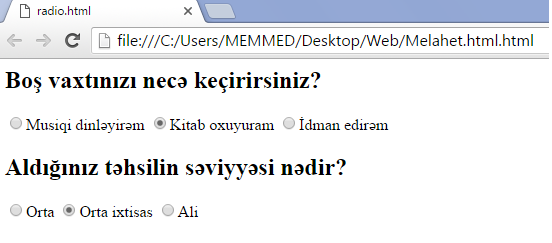 radio.html
file:///C:/Users/MEMMED/Desktop/Web/Melahet.html.html
Boş vaxtınızı necə keçirirsiniz?
Musiqi dinləyirəm Kitab oxuyuram İdman edirəm
Aldığınız təhsilin səviyyəsi nədir?
Orta Orta ixtisas Ali